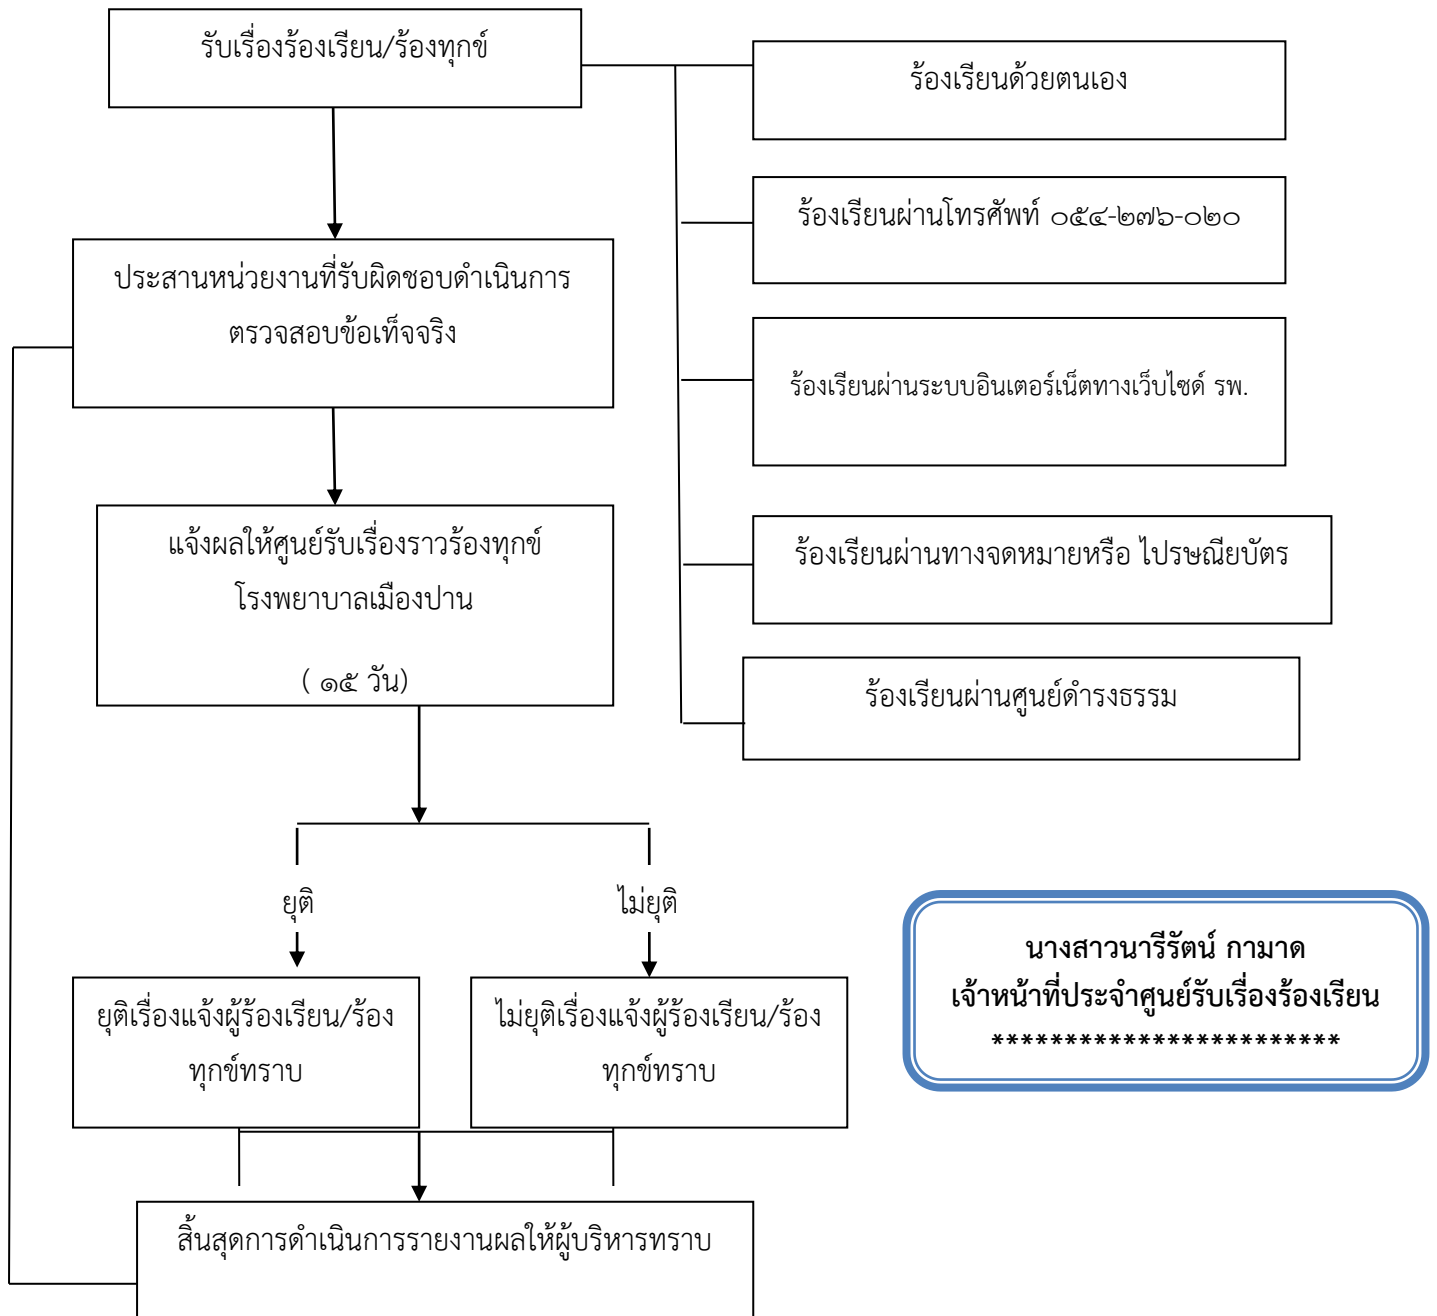 รับเรื่องร้องเรียน/ร้องทุกข์
ร้องเรียนด้วยตนเอง
ร้องเรียนผ่านโทรศัพท์ ๐๕๔-๒๗๖-๐๒๐
ประสานหน่วยงานที่รับผิดชอบดำเนินการ
ตรวจสอบข้อเท็จจริง
ร้องเรียนผ่านระบบอินเตอร์เน็ตทางเว็บไซด์ รพ.
แจ้งผลให้ศูนย์รับเรื่องราวร้องทุกข์
โรงพยาบาลเมืองปาน
( ๑๕ วัน)
ร้องเรียนผ่านทางจดหมายหรือ ไปรษณียบัตร
ร้องเรียนผ่านศูนย์ดำรงธรรม
ยุติ
ไม่ยุติ
ยุติเรื่องแจ้งผู้ร้องเรียน/ร้อง
ทุกข์ทราบ
ไม่ยุติเรื่องแจ้งผู้ร้องเรียน/ร้อง
ทุกข์ทราบ
นางสาวนารีรัตน์ กามาด
เจ้าหน้าที่ประจำศูนย์รับเรื่องร้องเรียน
************************
สิ้นสุดการดำเนินการรายงานผลให้ผู้บริหารทราบ